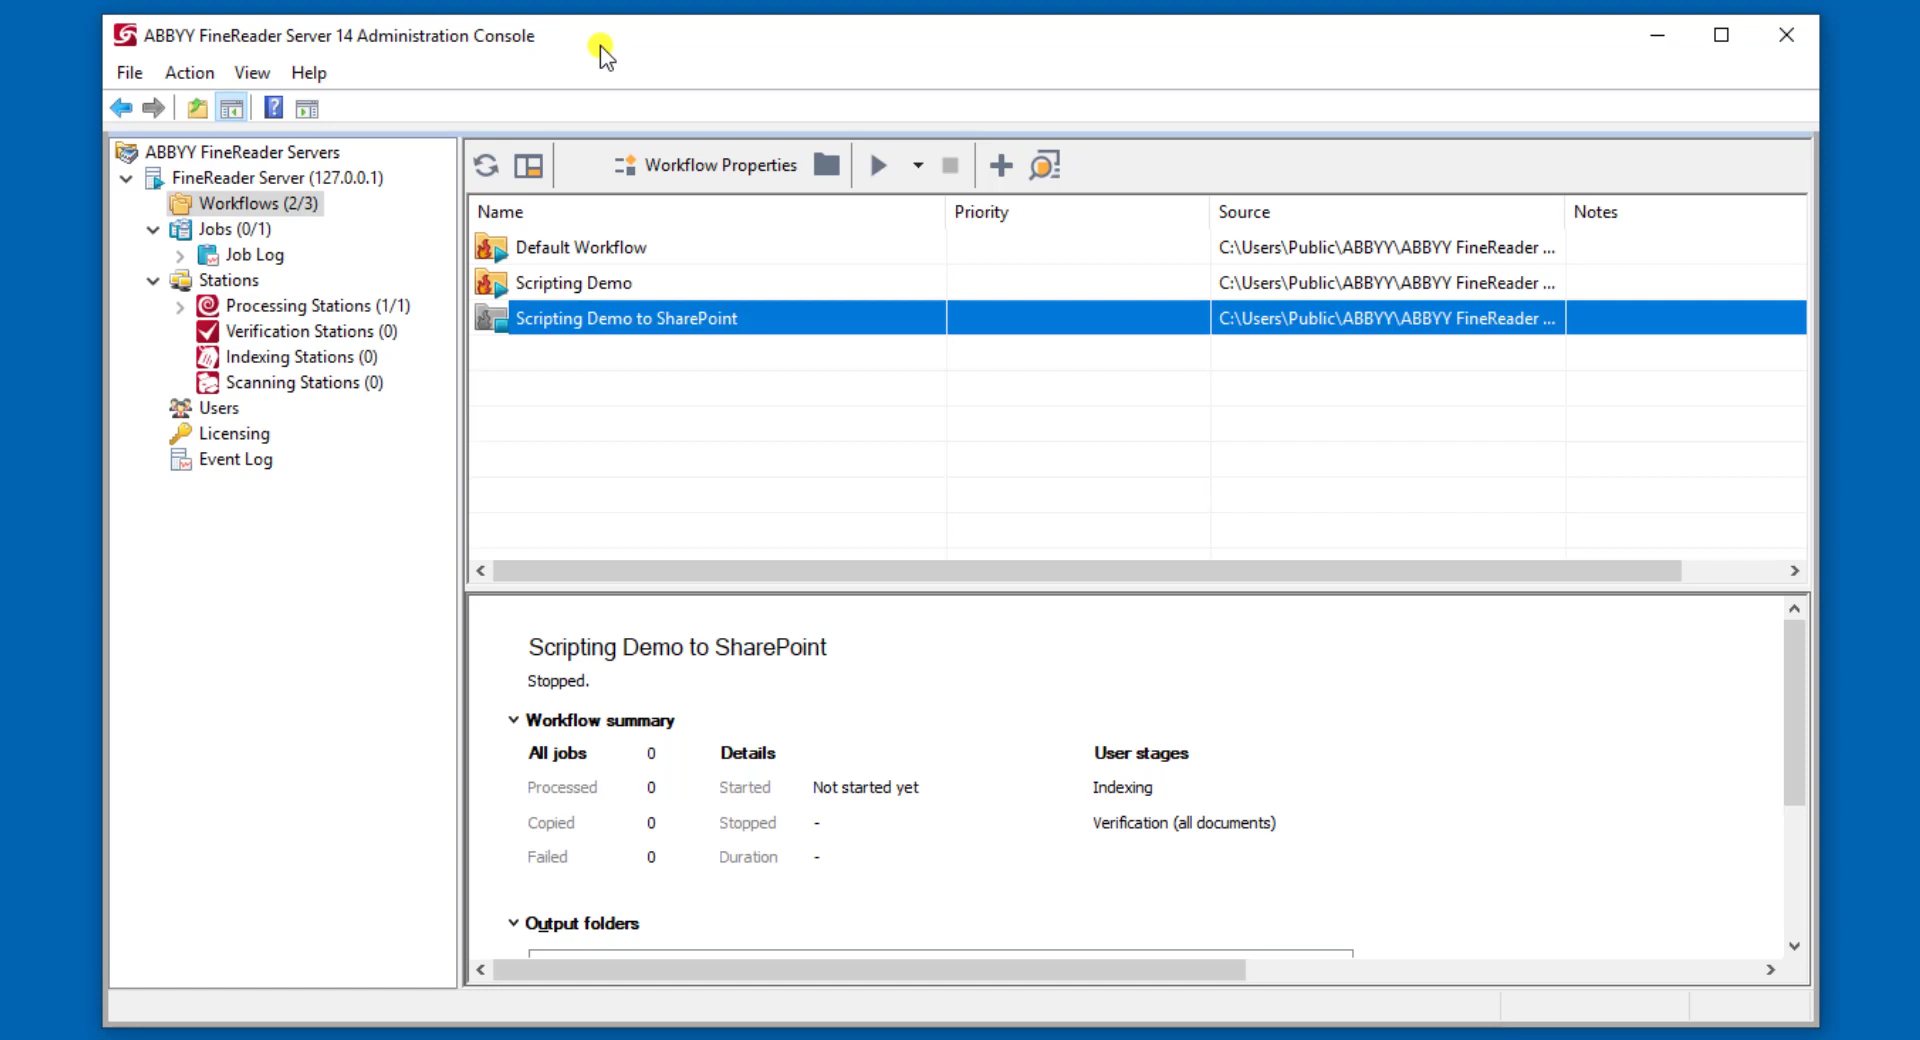 ABBYY FineReader Server 14 Administration Console
File Action View Help
ABBYY FineReader Servers
FineReader Server (127.0.0.1)
Workflows (2/3)
Jobs (0/1)
Job Log
Stations
Processing Stations (1/1)
Verification Stations (0)
Indexing Stations (0)
Scanning Stations (0)
Users
Licensing
Event Log
Workflow Properties
Name Priority Source Notes
Default Workflow C:\Users\Public\ABBYY\ABBYY FineReader ...
Scripting Demo C:\Users\Public\ABBYY\ABBYY FineReader ...
Scripting Demo to SharePoint C:\Users\Public\ABBYY\ABBYY FineReader ...
Scripting Demo to SharePoint
Stopped.
Workflow summary
All jobs 0 Details User stages
Processed 0 Started Not started yet Indexing
Copied 0 Stopped - Verification (all documents)
Failed 0 Duration -
Output folders